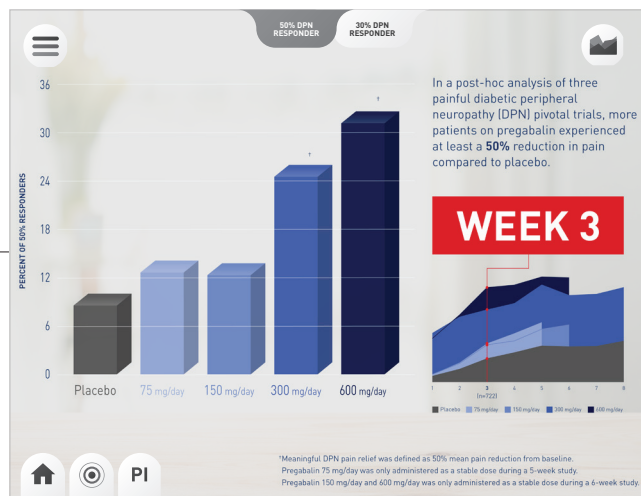 50% DPN
RESPONDER
30% DPN
RESPONDER
PERCENT OF 50% RESPONDERS
36
30
24
18
12
6
0
†
†
Placebo
75 mg/day
150 mg/day
300 mg/day
600 mg/day
In a post-hoc analysis of three
painful diabetic peripheral
neuropathy (DPN) pivotal trials, more
patients on pregabalin experienced
at least a 50% reduction in pain
compared to placebo.
WEEK 3
1 2 3 4 5 6 7 8
(n=722)
Placebo 75 mg/day 150 mg/day 300 mg/day 600 mg/day
PI
*Meaningful DPN pain relief was defined as 50% mean pain reduction from baseline.
Pregabalin 75 mg/day was only administered as a stable dose during a 5-week study.
Pregabalin 150 mg/day and 600 mg/day was only administered as a stable dose during a 6-week study.